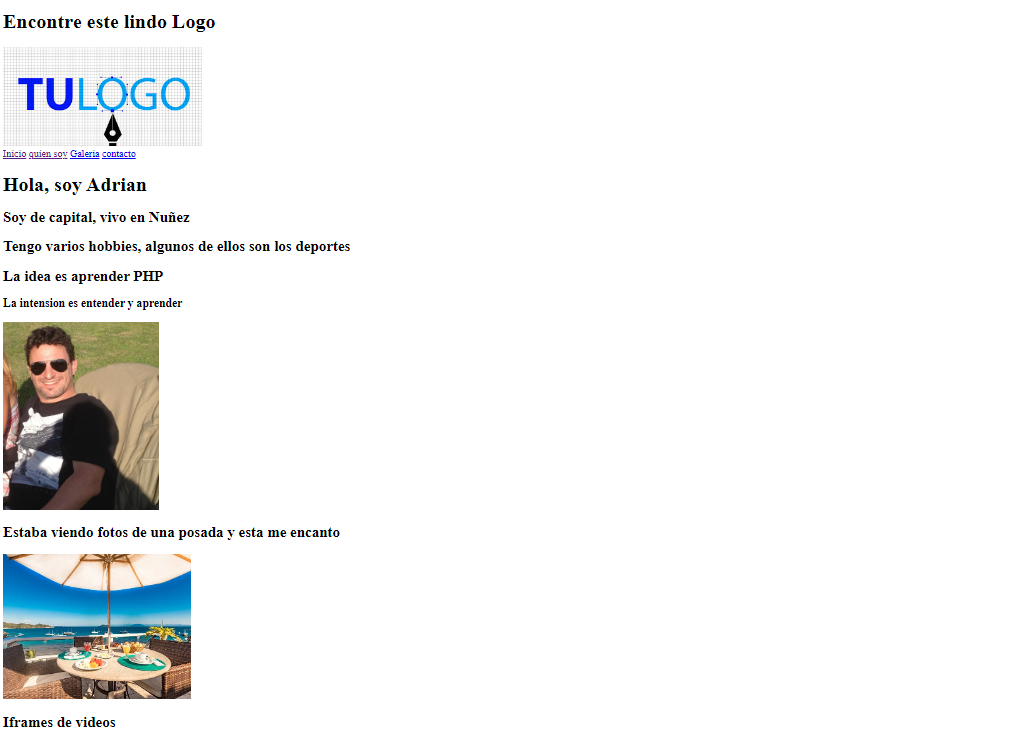 Encontre este lindo Logo
TULOGO
Inicio quien soy Galeria contacto
Hola, soy Adrian
Soy de capital, vivo en Nuñez
Tengo varios hobbies, algunos de ellos son los deportes
La idea es aprender PHP
La intension es entender y aprender
Estaba viendo fotos de una posada y esta me encanto
Iframes de videos